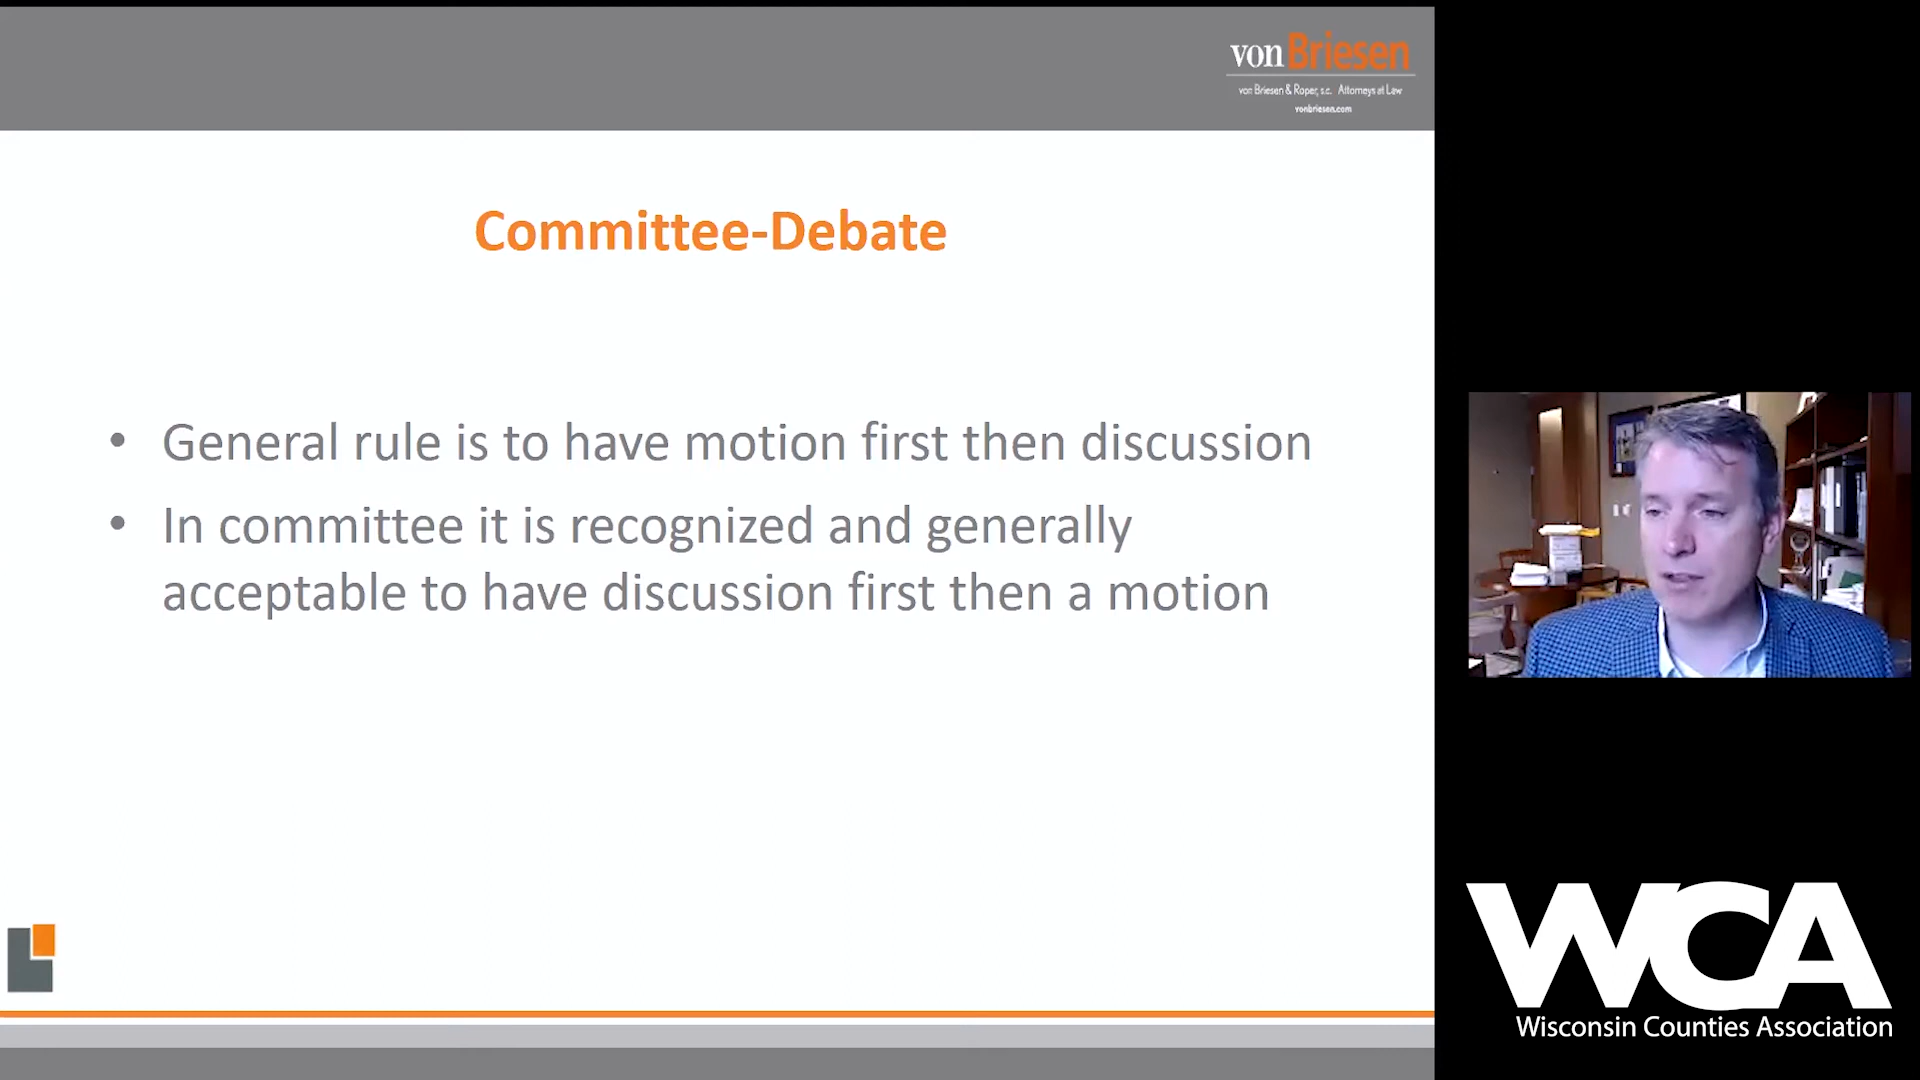 von Briesen
von Briesen & Roper, s.c. Attorneys at Law
vonbriesen.com
Committee-Debate
• General rule is to have motion first then discussion
• In committee it is recognized and generally
acceptable to have discussion first then a motion
WCA
Wisconsin Counties Association